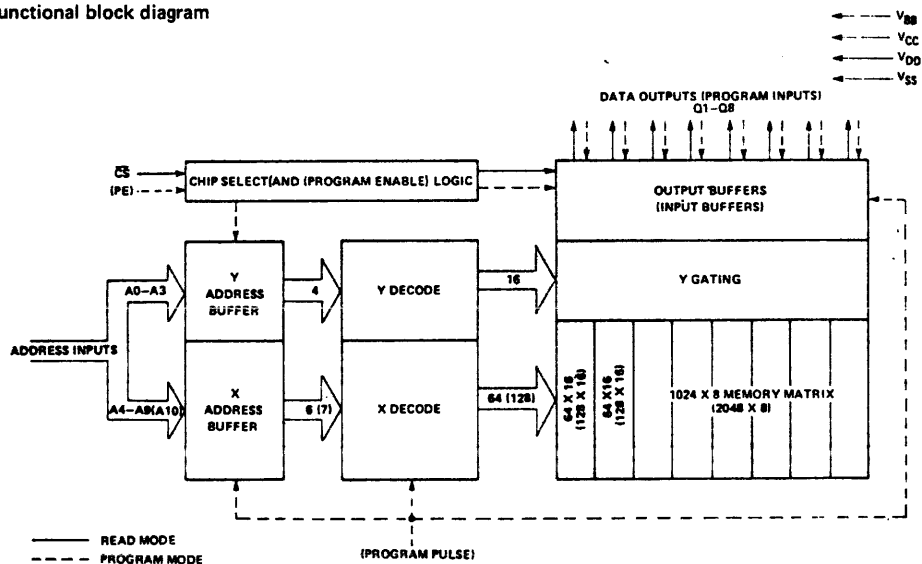 unctional block diagram
VBB
VCC
VDD
VSS
DATA OUTPUTS (PROGRAM INPUTS)
Q1–Q8
CS
(PE)
CHIP SELECT(AND (PROGRAM ENABLE) LOGIC
OUTPUT BUFFERS
(INPUT BUFFERS)
A0–A3
Y
ADDRESS
BUFFER
4
Y DECODE
16
Y GATING
ADDRESS INPUTS
A4–A9(A10)
X
ADDRESS
BUFFER
6 (7)
X DECODE
64 (128)
64 X 16
(128 X 16)
64 X 16
(128 X 16)
1024 X 8 MEMORY MATRIX
(2048 X 8)
READ MODE
PROGRAM MODE
(PROGRAM PULSE)